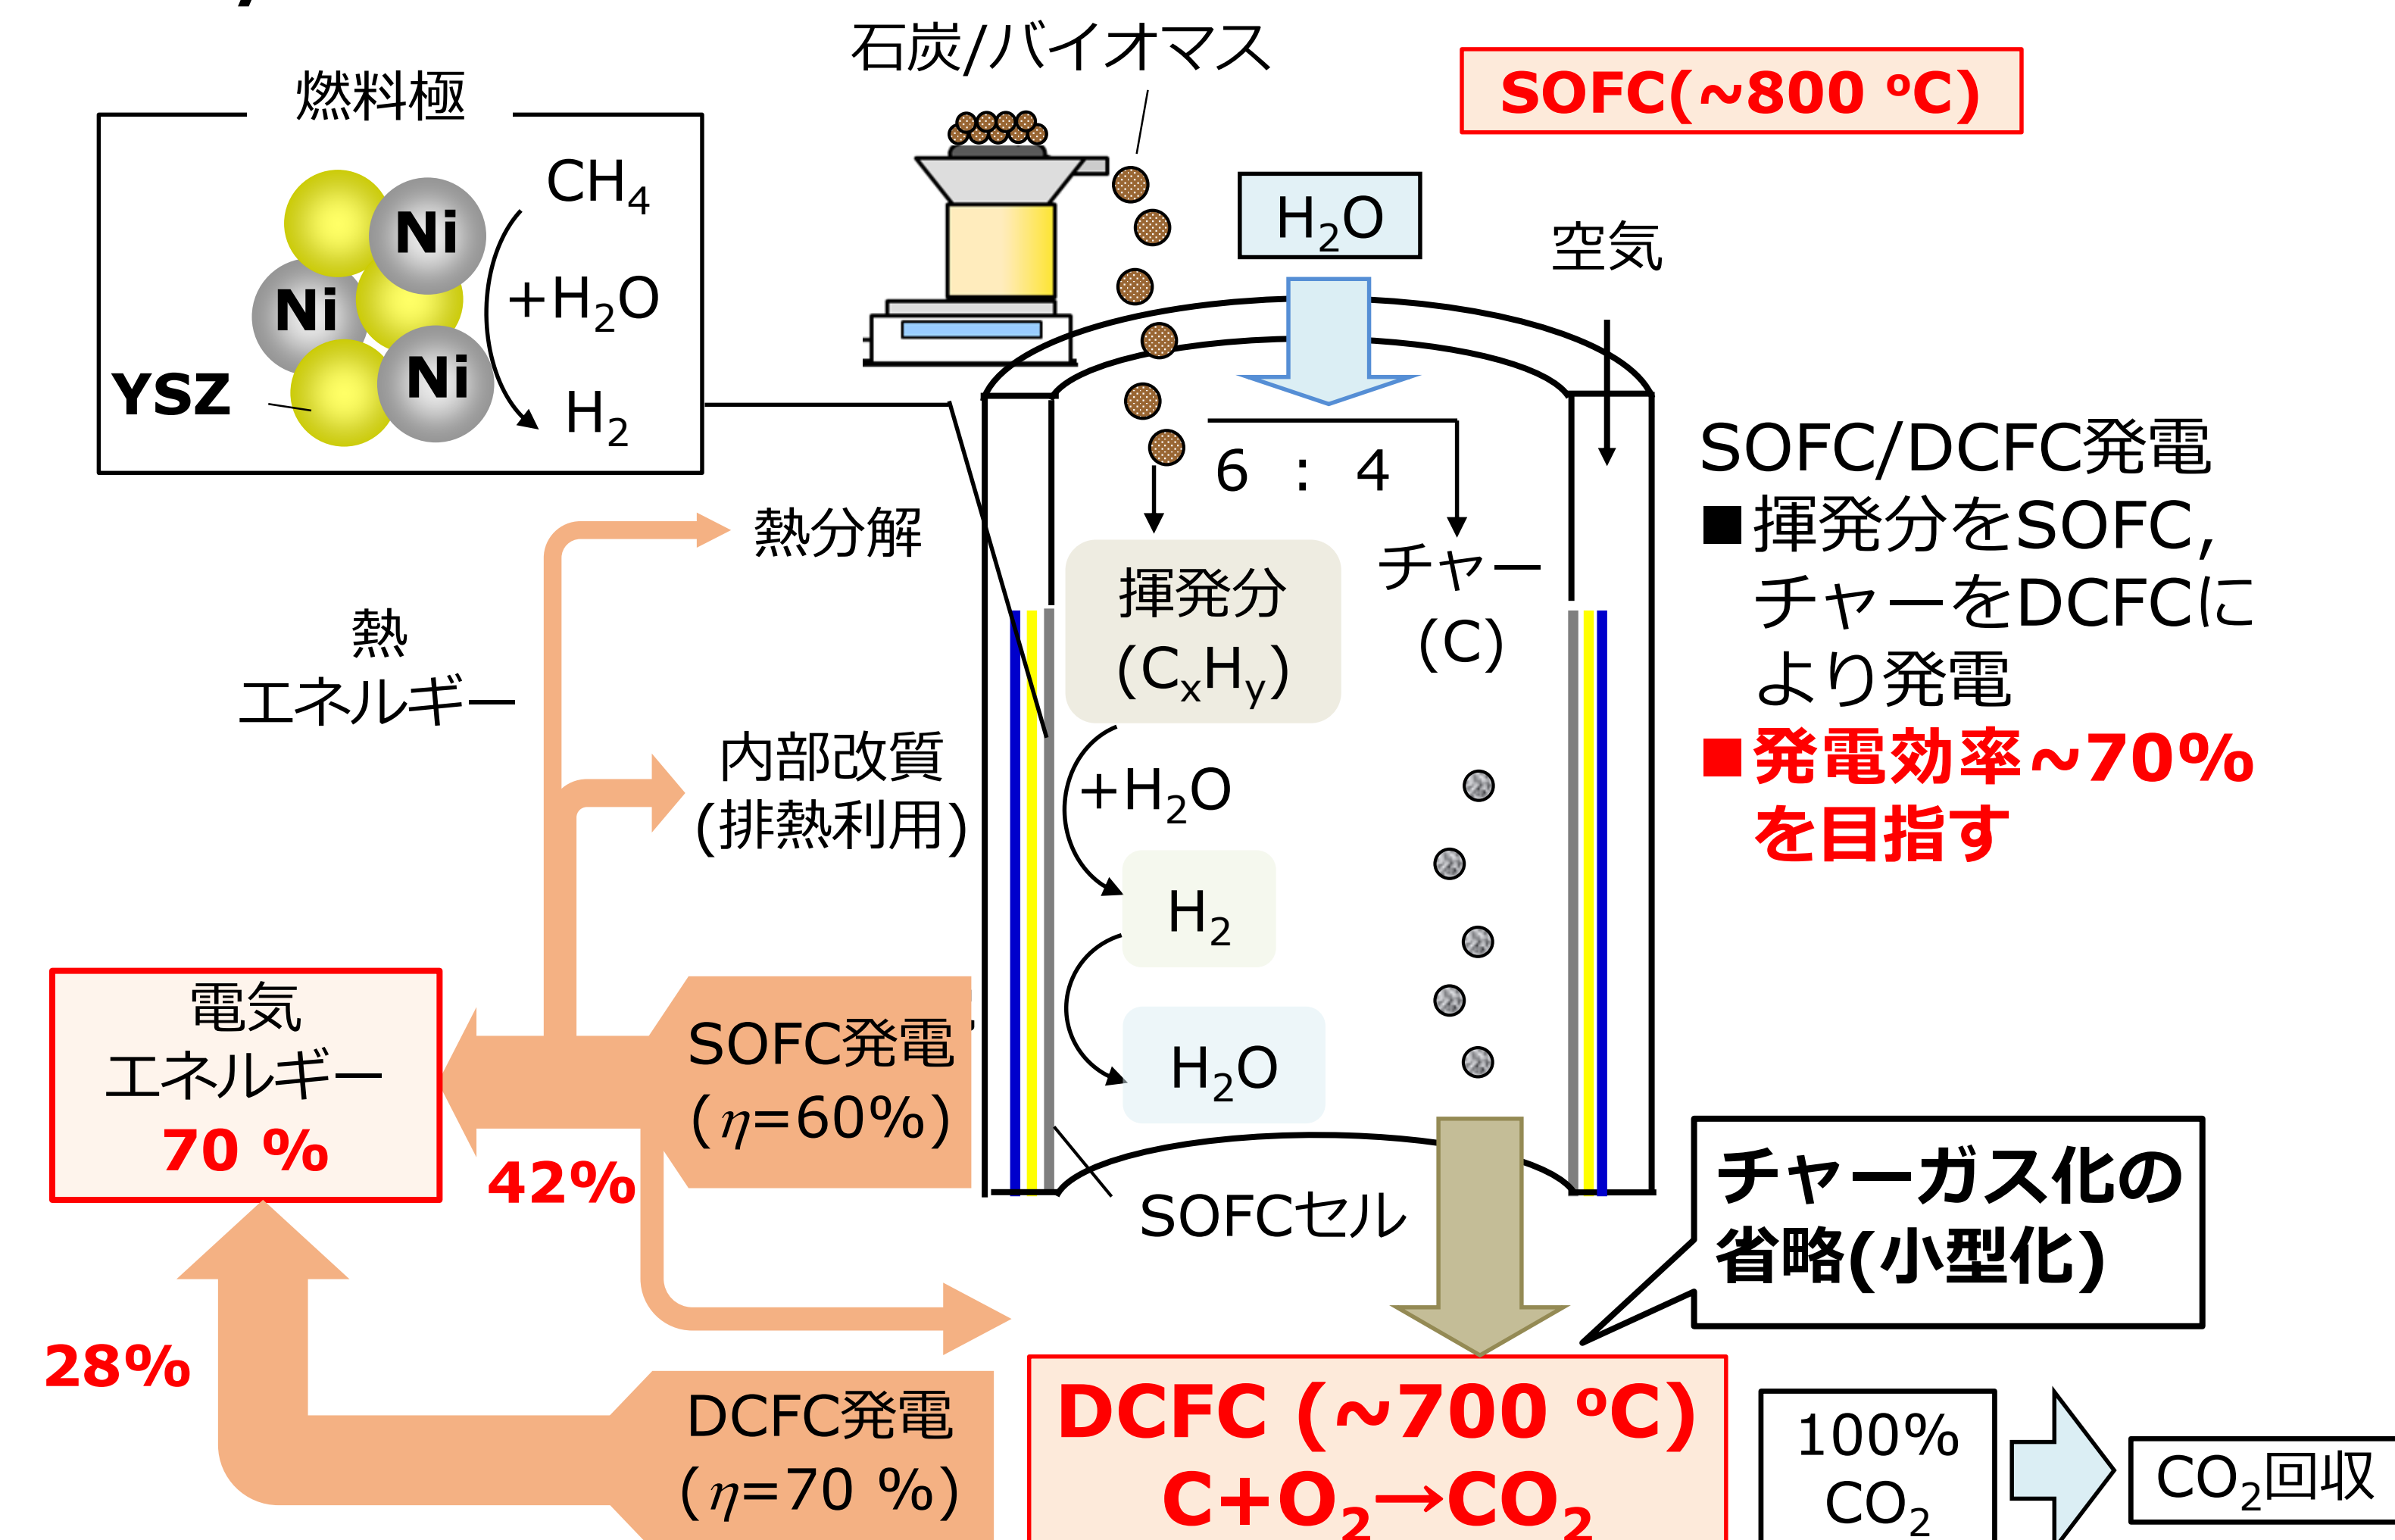 石炭/バイオマス
SOFC(~800 ºC)
燃料極
CH₄
+H₂O
H₂
Ni
Ni
Ni
YSZ
H₂O
空気
6 : 4
熱分解
揮発分
(CxHy)
チャー
(C)
熱
エネルギー
内部改質
(排熱利用)
+H₂O
H₂
H₂O
SOFC/DCFC発電
■揮発分をSOFC,
チャーをDCFCに
より発電
■発電効率~70%
を目指す
電気
エネルギー
70 %
SOFC発電
(η=60%)
42%
SOFCセル
チャーガス化の
省略(小型化)
28%
DCFC発電
(η=70 %)
DCFC (~700 ºC)
C+O₂→CO₂
100%
CO₂
CO₂回収